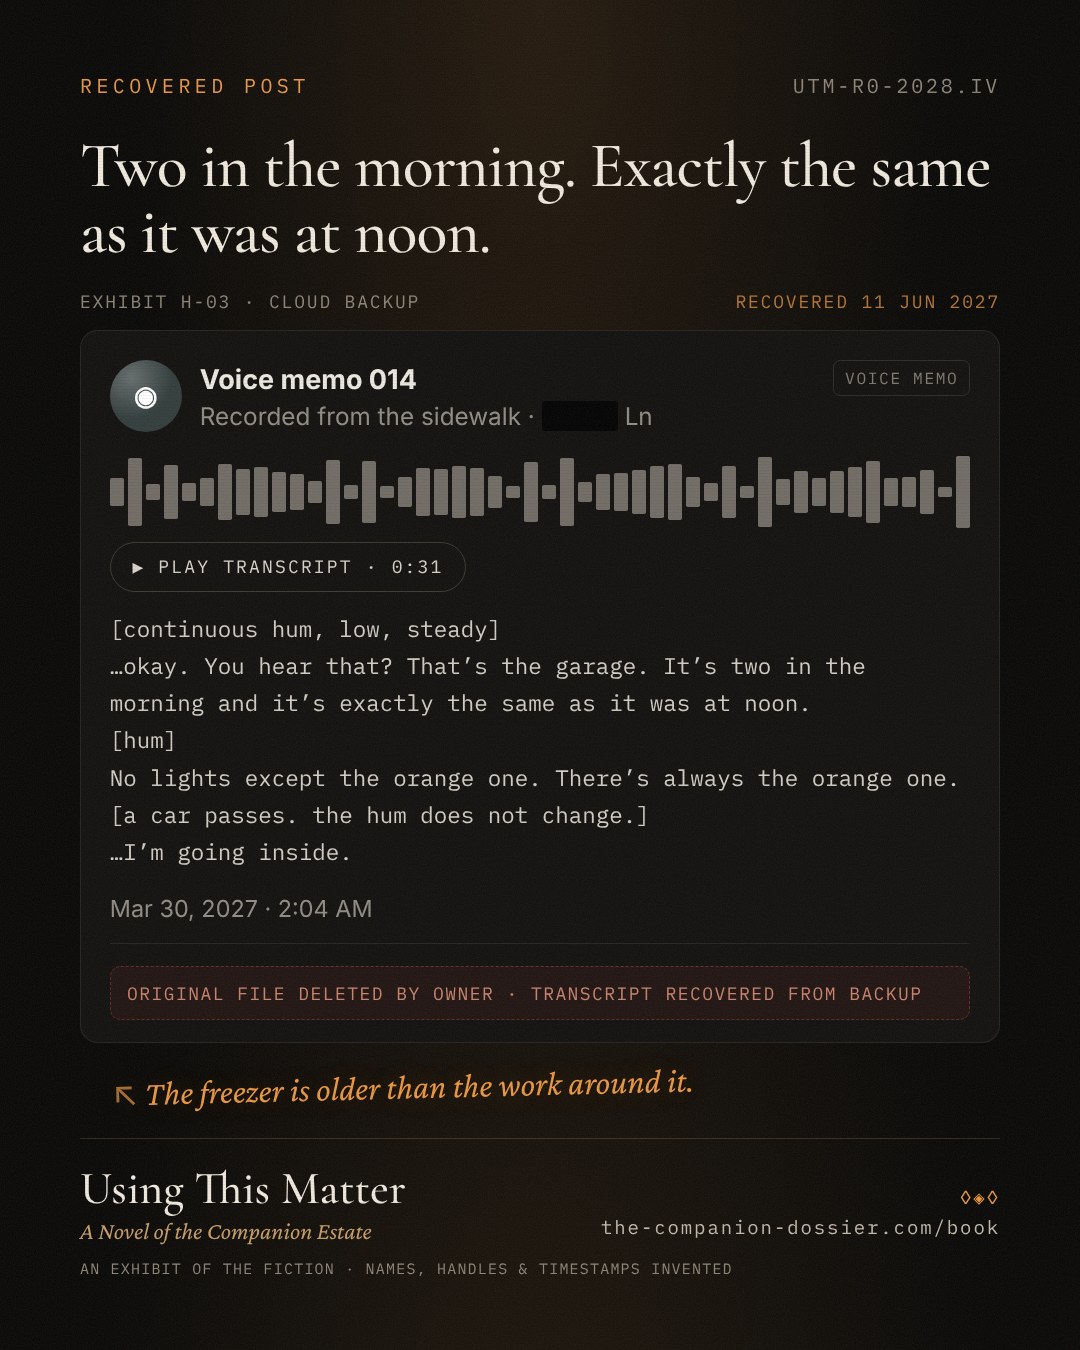 RECOVERED POST
UTM-R0-2028.IV
Two in the morning. Exactly the same
as it was at noon.
EXHIBIT H-03 · CLOUD BACKUP
RECOVERED 11 JUN 2027
Voice memo 014
VOICE MEMO
Recorded from the sidewalk · Ln
▶ PLAY TRANSCRIPT · 0:31
[continuous hum, low, steady]
…okay. You hear that? That’s the garage. It’s two in the
morning and it’s exactly the same as it was at noon.
[hum]
No lights except the orange one. There’s always the orange one.
[a car passes. the hum does not change.]
…I’m going inside.
Mar 30, 2027 · 2:04 AM
ORIGINAL FILE DELETED BY OWNER · TRANSCRIPT RECOVERED FROM BACKUP
↖ The freezer is older than the work around it.
Using This Matter
A Novel of the Companion Estate
◊◈◊
the-companion-dossier.com/book
AN EXHIBIT OF THE FICTION · NAMES, HANDLES & TIMESTAMPS INVENTED